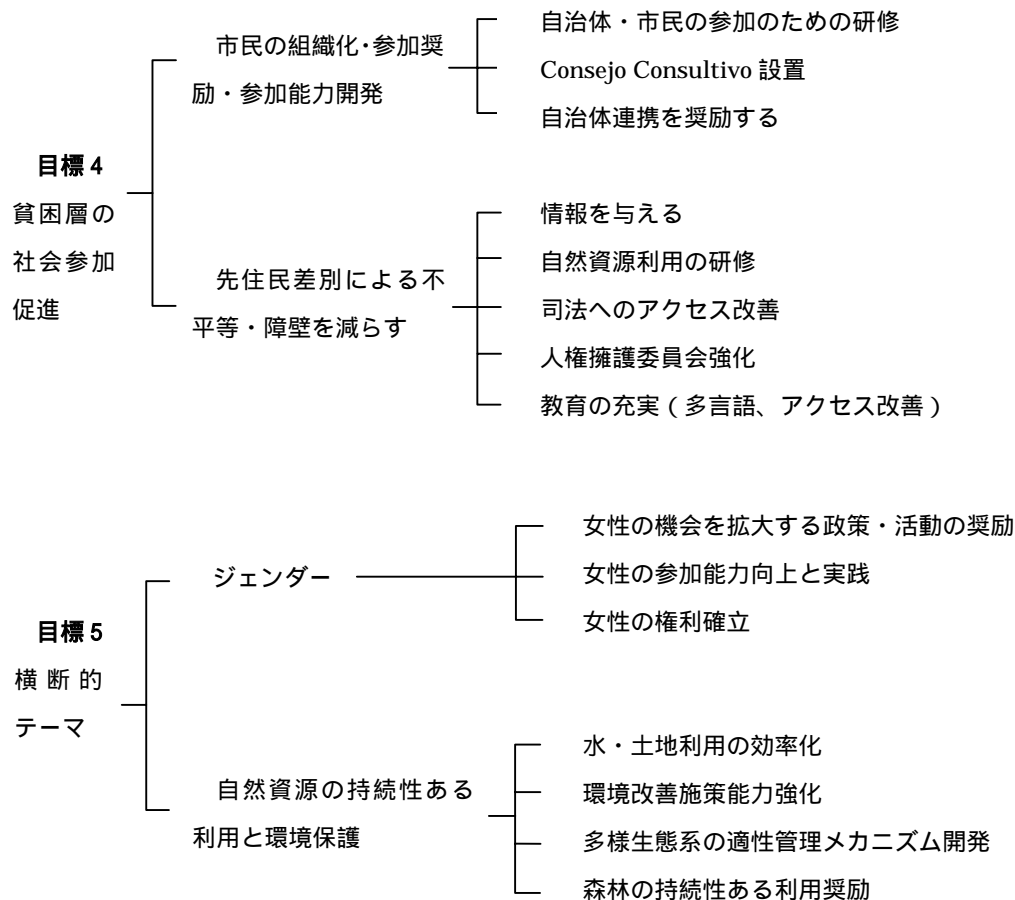 目標 4
貧困層の
社会参加
促進
市民の組織化・参加奨
励・参加能力開発
自治体・市民の参加のための研修
Consejo Consultivo 設置
自治体連携を奨励する
先住民差別による不
平等・障壁を減らす
情報を与える
自然資源利用の研修
司法へのアクセス改善
人権擁護委員会強化
教育の充実（多言語、アクセス改善）
目標 5
横断的
テーマ
ジェンダー
女性の機会を拡大する政策・活動の奨励
女性の参加能力向上と実践
女性の権利確立
自然資源の持続性ある
利用と環境保護
水・土地利用の効率化
環境改善施策能力強化
多様生態系の適性管理メカニズム開発
森林の持続性ある利用奨励